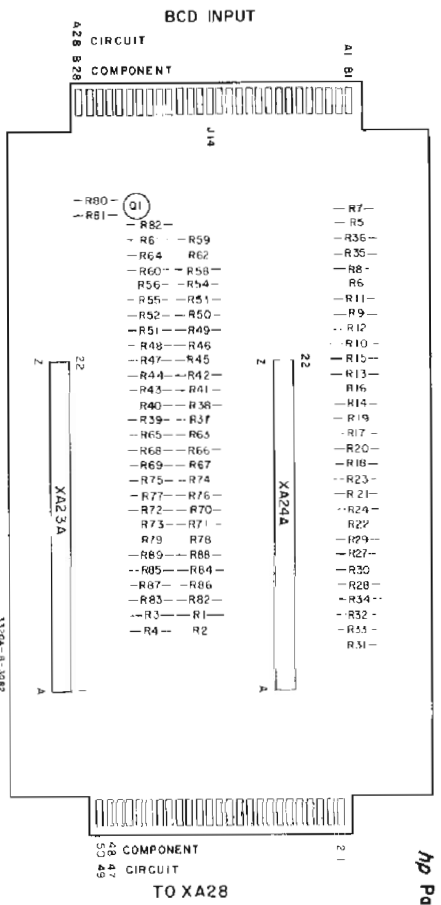 BCD INPUT
A28 B28 CIRCUIT COMPONENT A1 B1
J14
R80
R81
Q1
R82
R6 R59
R64 R62
R60 R58
R56 R54
R55 R53
R52 R50
R51 R49
R48 R46
R47 R45
R44 R42
R43 R41
R40 R38
R39 R37
R65 R63
R68 R66
R69 R67
R75 R74
R77 R76
R72 R70
R73 R71
R79 R78
R89 R88
R85 R84
R87 R86
R83 R82
R3 R1
R4 R2
R7
R5
R36
R35
R8
R6
R11
R9
R12
R10
R15
R13
R16
R14
R19
R17
R20
R18
R23
R21
R24
R22
R29
R27
R30
R28
R34
R32
R33
R31
Z 22
XA23A
A 1
Z 22
XA24A
A
48 50 COMPONENT 2 1
47 49 CIRCUIT
TO XA28
hp Pa